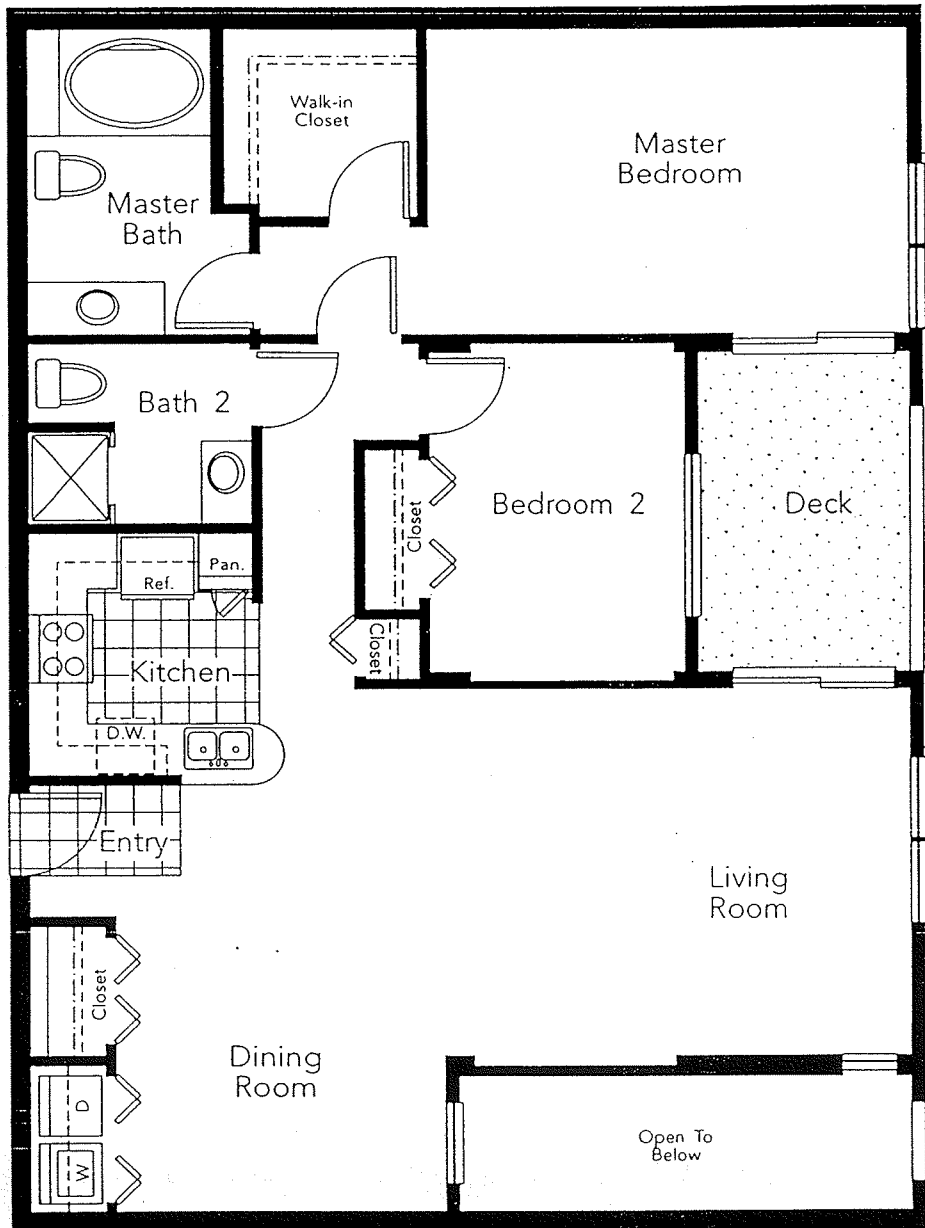 Walk-in
Closet
Master
Bedroom
Master
Bath
Bath 2
Closet
Bedroom 2
Deck
Ref.
Pan.
Closet
Kitchen
D.W.
Entry
Living
Room
Closet
Dining
Room
D
W
Open To
Below